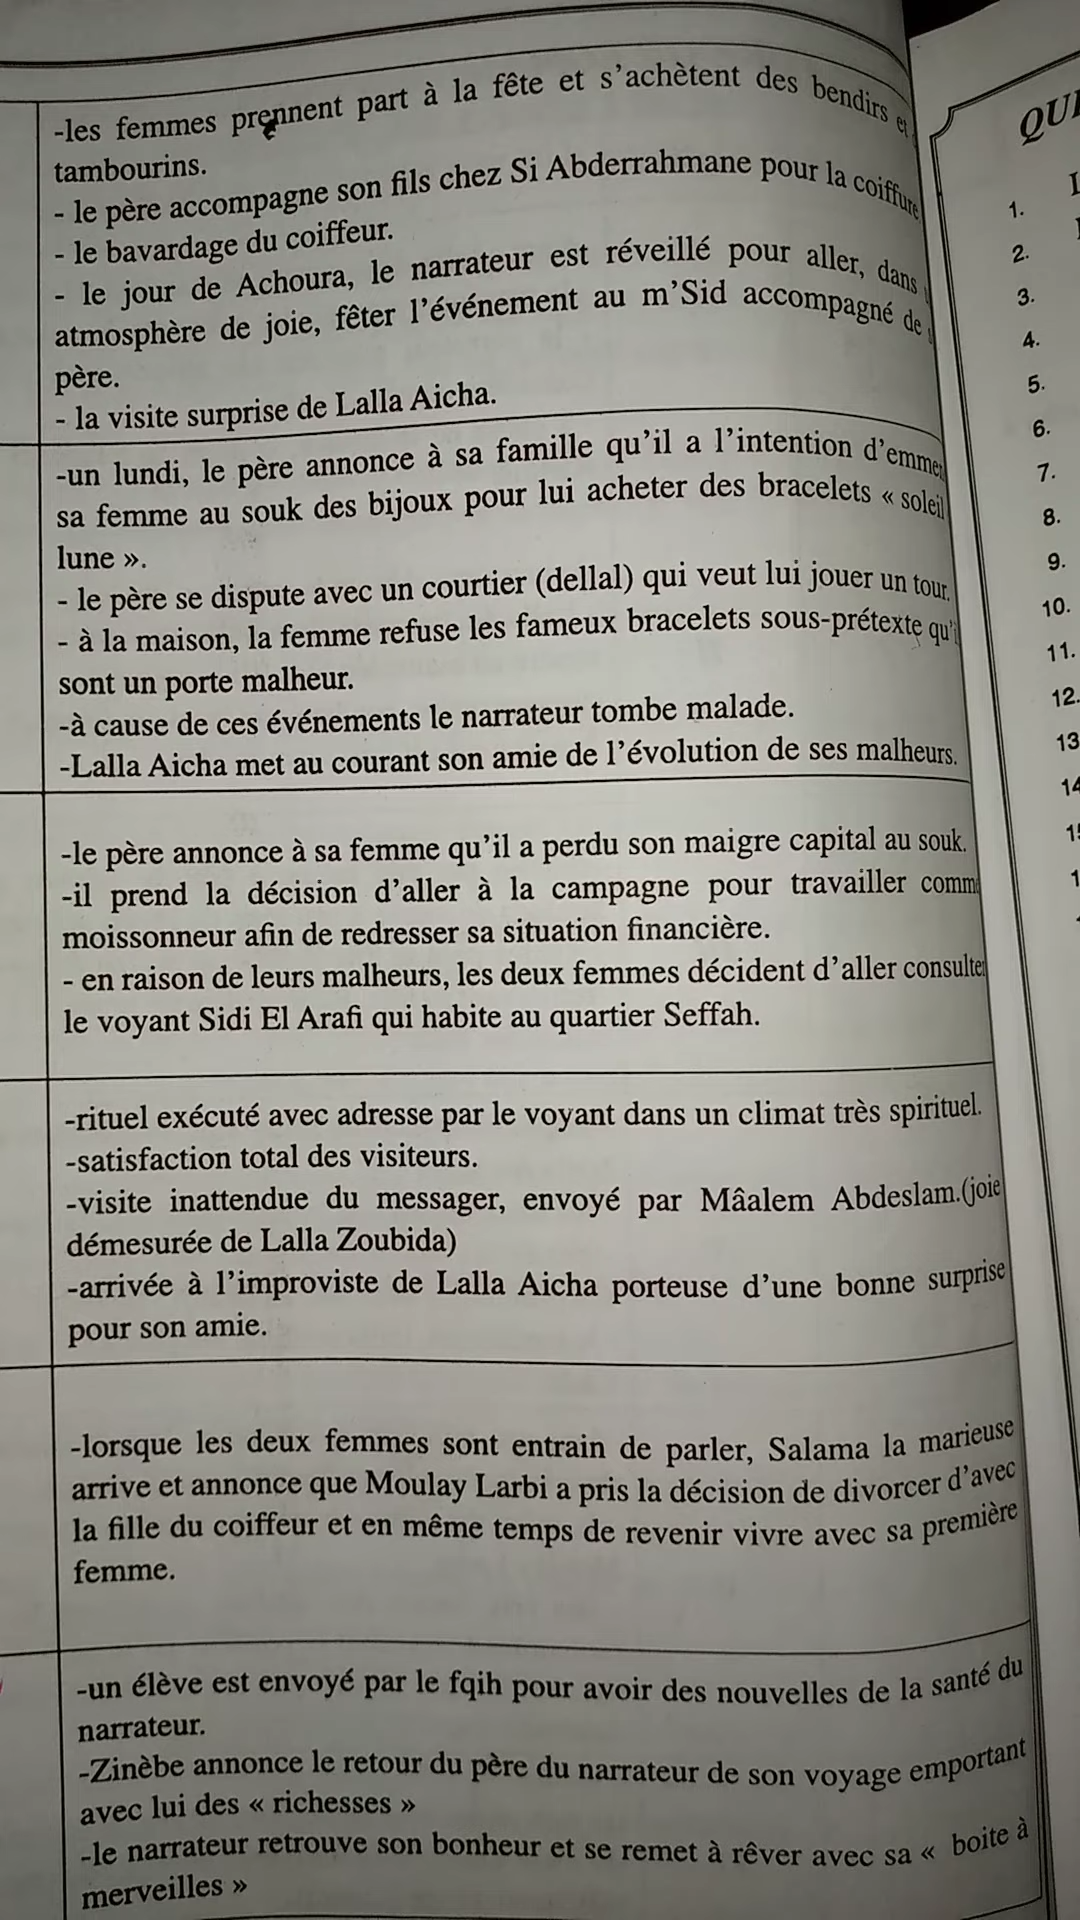 -les femmes prennent part à la fête et s'achètent des bendirs et
tambourins.
- le père accompagne son fils chez Si Abderrahmane pour la coiffure
- le bavardage du coiffeur.
- le jour de Achoura, le narrateur est réveillé pour aller, dans
atmosphère de joie, fêter l'événement au m'Sid accompagné de
père.
- la visite surprise de Lalla Aicha.
-un lundi, le père annonce à sa famille qu'il a l'intention
sa femme au souk des bijoux pour lui acheter des bracelets « soleil
lune ».
- le père se dispute avec un courtier (dellal) qui veut lui jouer un tour.
- à la maison, la femme refuse les fameux bracelets sous-prétexte
sont un porte malheur.
-à cause de ces événements le narrateur tombe malade.
-Lalla Aicha met au courant son amie de l'évolution de ses malheurs.
-le père annonce à sa femme qu'il a perdu son maigre capital au souk.
-il prend la décision d'aller à la campagne pour travailler
moissonneur afin de redresser sa situation financière.
- en raison de leurs malheurs, les deux femmes décident d'aller consulter
le voyant Sidi El Arafi qui habite au quartier Seffah.
-rituel exécuté avec adresse par le voyant dans un climat très spirituel.
-satisfaction total des visiteurs.
-visite inattendue du messager, envoyé par Mâalem Abdeslam.(joie
démesurée de Lalla Zoubida)
-arrivée à l'improviste de Lalla Aicha porteuse d'une bonne surprise
pour son amie.
-lorsque les deux femmes sont entrain de parler, Salama la marieuse
arrive et annonce que Moulay Larbi a pris la décision de divorcer d'avec
la fille du coiffeur et en même temps de revenir vivre avec sa première
femme.
-un élève est envoyé par le fqih pour avoir des nouvelles de la santé du
narrateur.
-Zinèbe annonce le retour du père du narrateur de son voyage emportant
avec lui des « richesses »
-le narrateur retrouve son bonheur et se remet à rêver avec sa « boite à
merveilles »
1.
2.
3.
4.
5.
6.
7.
8.
9.
10.
11.
12.
13
14